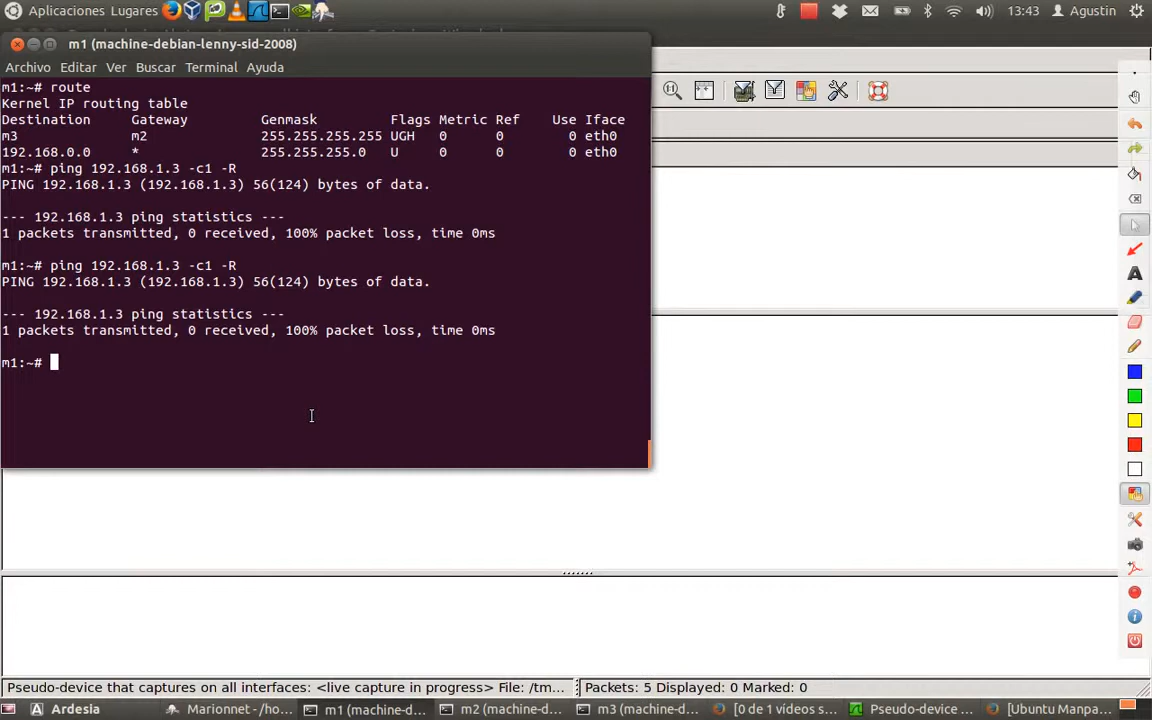 Aplicaciones Lugares 13:43 Agustin
m1 (machine-debian-lenny-sid-2008)
Archivo Editar Ver Buscar Terminal Ayuda
m1:~# route
Kernel IP routing table
Destination Gateway Genmask Flags Metric Ref Use Iface
m3 m2 255.255.255.255 UGH 0 0 0 eth0
192.168.0.0 * 255.255.255.0 U 0 0 0 eth0
m1:~# ping 192.168.1.3 -c1 -R
PING 192.168.1.3 (192.168.1.3) 56(124) bytes of data.
--- 192.168.1.3 ping statistics ---
1 packets transmitted, 0 received, 100% packet loss, time 0ms
m1:~# ping 192.168.1.3 -c1 -R
PING 192.168.1.3 (192.168.1.3) 56(124) bytes of data.
--- 192.168.1.3 ping statistics ---
1 packets transmitted, 0 received, 100% packet loss, time 0ms
m1:~#
Pseudo-device that captures on all interfaces: <live capture in progress> File: /tm... Packets: 5 Displayed: 0 Marked: 0
Ardesia Marionnet - /ho... m1 (machine-d... m2 (machine-d... m3 (machine-d... [0 de 1 vídeos s... Pseudo-device ... [Ubuntu Manpa...